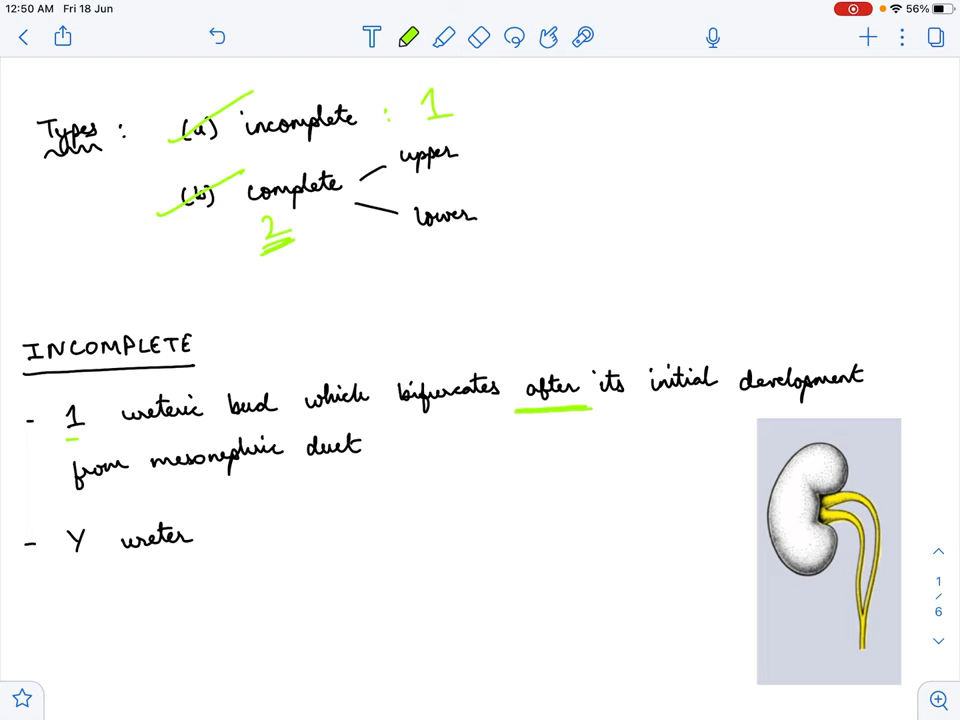 12:50 AM Fri 18 Jun 56%
T
Types : (a) incomplete : 1
upper
(b) complete
lower
2
INCOMPLETE
- 1 ureteric bud which bifurcates after its initial development
from mesonephric duct
- Y ureter
1
/
6